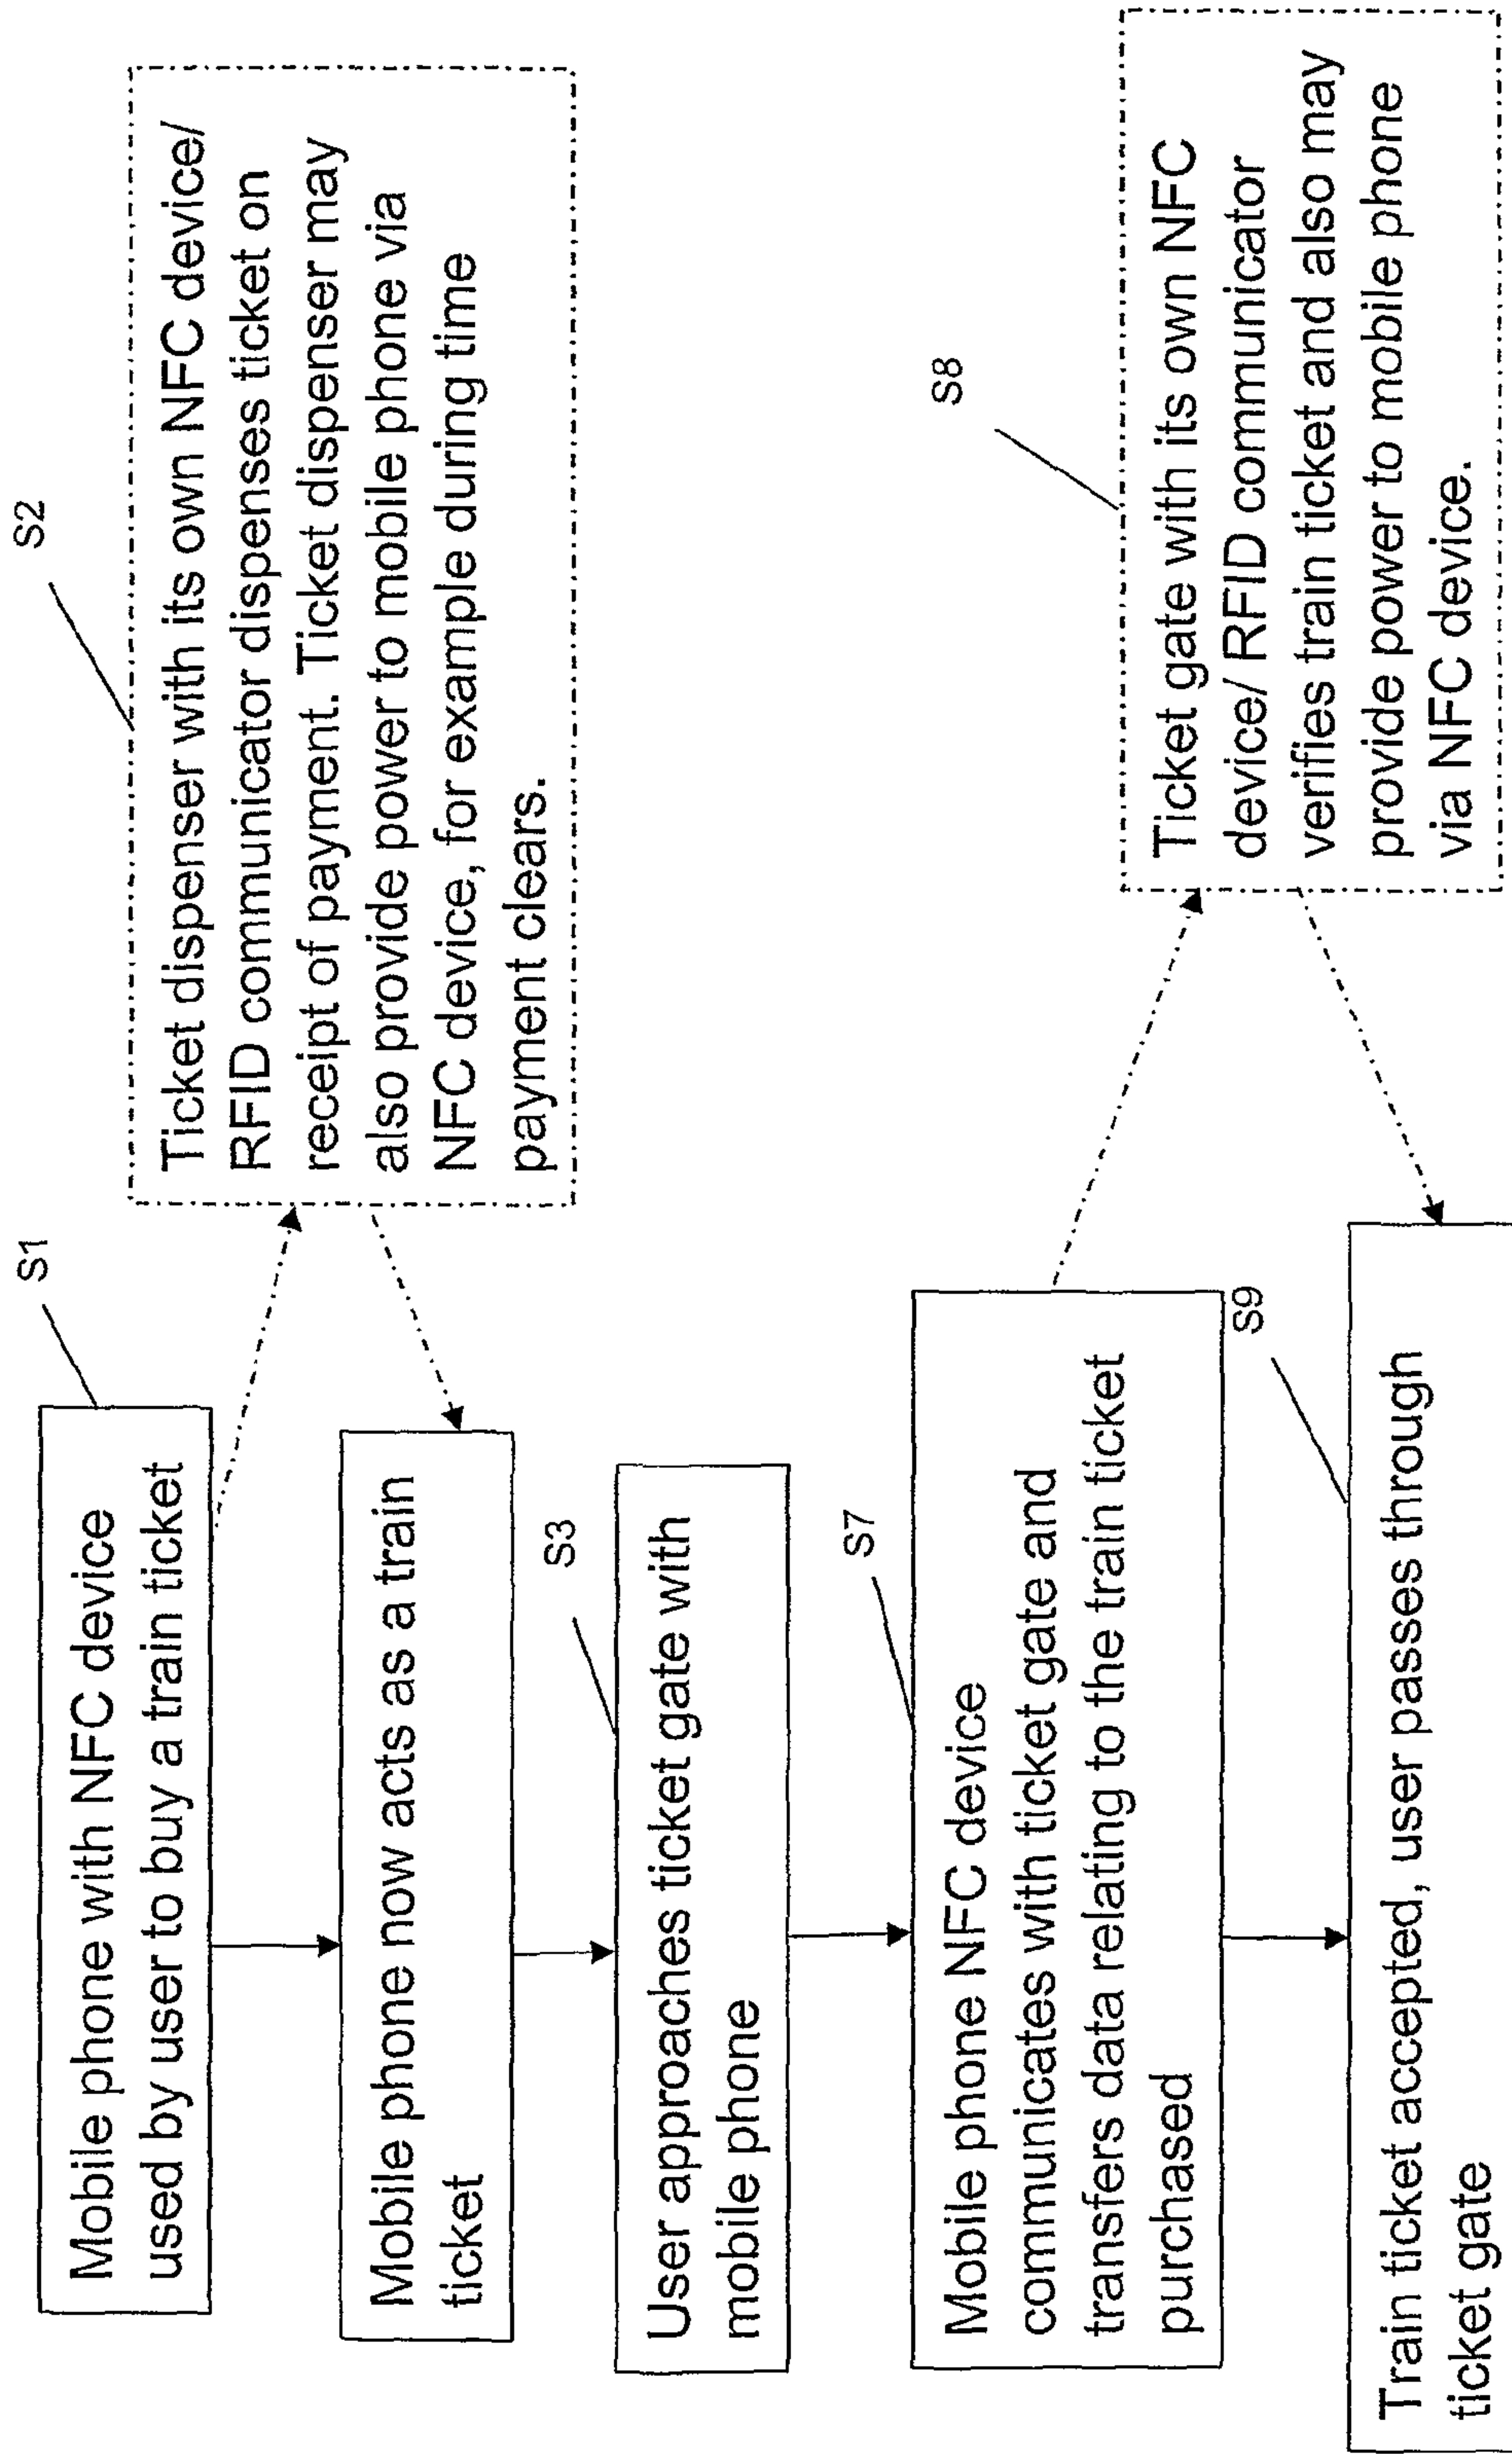 S1
Mobile phone with NFC device
used by user to buy a train ticket
S2
Ticket dispenser with its own NFC device/
RFID communicator dispenses ticket on
receipt of payment. Ticket dispenser may
also provide power to mobile phone via
NFC device, for example during time
payment clears.
Mobile phone now acts as a train
ticket
S3
User approaches ticket gate with
mobile phone
S7
Mobile phone NFC device
communicates with ticket gate and
transfers data relating to the train ticket
purchased
S8
Ticket gate with its own NFC
device/ RFID communicator
verifies train ticket and also may
provide power to mobile phone
via NFC device.
S9
Train ticket accepted, user passes through
ticket gate